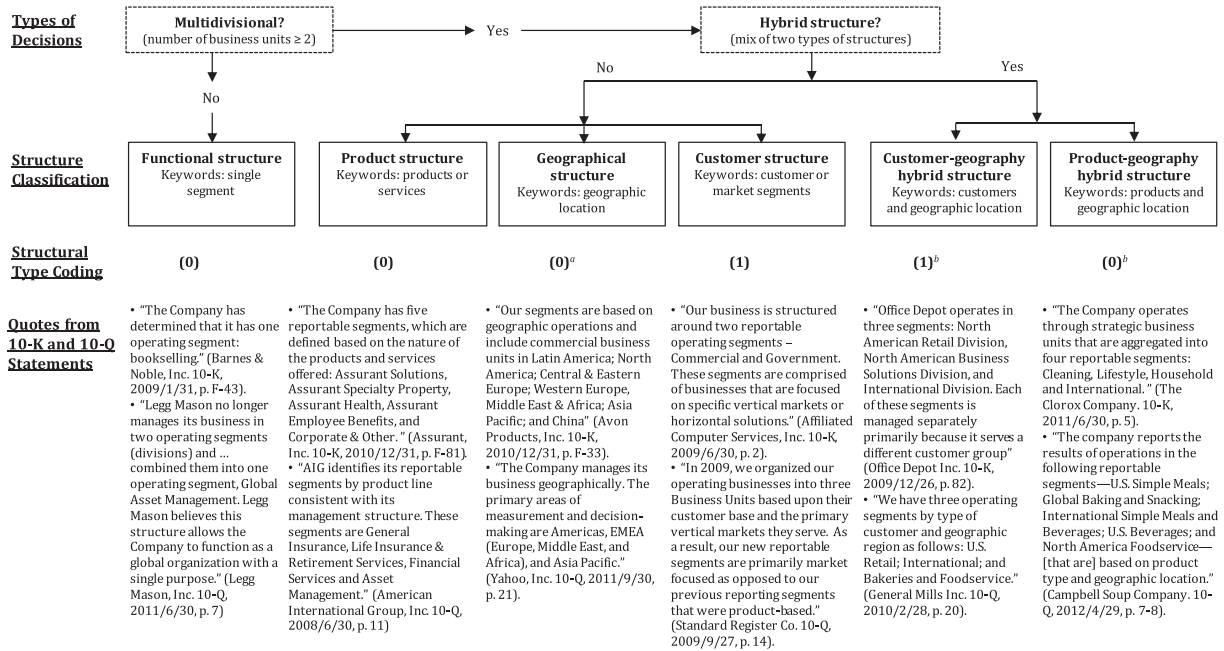 Types of
Decisions
Multidivisional?
(number of business units ≥ 2)
Yes
Hybrid structure?
(mix of two types of structures)
No
No
Yes
Structure
Classification
Functional structure
Keywords: single
segment
Product structure
Keywords: products or
services
Geographical
structure
Keywords: geographic
location
Customer structure
Keywords: customer or
market segments
Customer-geography
hybrid structure
Keywords: customers
and geographic location
Product-geography
hybrid structure
Keywords: products and
geographic location
Structural
Type Coding
(0)
(0)
(0)a
(1)
(1)b
(0)b
Quotes from
10-K and 10-Q
Statements
• “The Company has
determined that it has one
operating segment:
bookselling.” (Barnes &
Noble, Inc. 10-K,
2009/1/31, p. F-43).
• “Legg Mason no longer
manages its business in
two operating segments
(divisions) and ...
combined them into one
operating segment, Global
Asset Management. Legg
Mason believes this
structure allows the
Company to function as a
global organization with a
single purpose.” (Legg
Mason, Inc. 10-Q,
2011/6/30, p. 7)
• “The Company has five
reportable segments, which are
defined based on the nature of
the products and services
offered: Assurant Solutions,
Assurant Specialty Property,
Assurant Health, Assurant
Employee Benefits, and
Corporate & Other. ” (Assurant,
Inc. 10-K, 2010/12/31, p. F-81).
• “AIG identifies its reportable
segments by product line
consistent with its
management structure. These
segments are General
Insurance, Life Insurance &
Retirement Services, Financial
Services and Asset
Management.” (American
International Group, Inc. 10-Q,
2008/6/30, p. 11)
• “Our segments are based on
geographic operations and
include commercial business
units in Latin America; North
America; Central & Eastern
Europe; Western Europe,
Middle East & Africa; Asia
Pacific; and China” (Avon
Products, Inc. 10-K,
2010/12/31, p. F-33).
• “The Company manages its
business geographically. The
primary areas of
measurement and decision-
making are Americas, EMEA
(Europe, Middle East, and
Africa), and Asia Pacific.”
(Yahoo, Inc. 10-Q, 2011/9/30,
p. 21).
• “Our business is structured
around two reportable
operating segments –
Commercial and Government.
These segments are comprised
of businesses that are focused
on specific vertical markets or
horizontal solutions.” (Affiliated
Computer Services, Inc. 10-K,
2009/6/30, p. 2).
• “In 2009, we organized our
operating businesses into three
Business Units based upon their
customer base and the primary
vertical markets they serve. As
a result, our new reportable
segments are primarily market
focused as opposed to our
previous reporting segments
that were product-based.”
(Standard Register Co. 10-Q,
2009/9/27, p. 14).
• “Office Depot operates in
three segments: North
American Retail Division,
North American Business
Solutions Division, and
International Division. Each
of these segments is
managed separately
primarily because it serves a
different customer group”
(Office Depot Inc. 10-K,
2009/12/26, p. 82).
• “We have three operating
segments by type of
customer and geographic
region as follows: U.S.
Retail; International; and
Bakeries and Foodservice.”
(General Mills Inc. 10-Q,
2010/2/28, p. 20).
• “The Company operates
through strategic business
units that are aggregated into
four reportable segments:
Cleaning, Lifestyle, Household
and International. ” (The
Clorox Company. 10-K,
2011/6/30, p. 5).
• “The company reports the
results of operations in the
following reportable
segments—U.S. Simple Meals;
Global Baking and Snacking;
International Simple Meals and
Beverages; U.S. Beverages; and
North America Foodservice—
[that are] based on product
type and geographic location.”
(Campbell Soup Company. 10-
Q, 2012/4/29, p. 7-8).